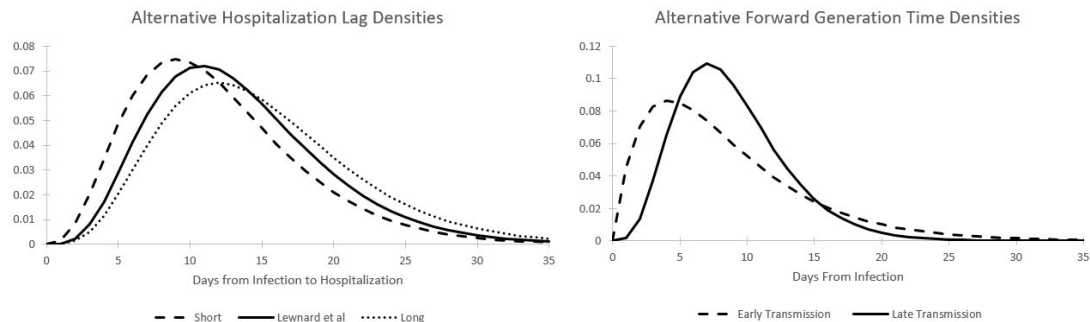 Alternative Hospitalization Lag Densities
0.08
0.07
0.06
0.05
0.04
0.03
0.02
0.01
0
0 5 10 15 20 25 30 35
Days from Infection to Hospitalization
Short Lewnard et al Long
Alternative Forward Generation Time Densities
0.12
0.1
0.08
0.06
0.04
0.02
0
0 5 10 15 20 25 30 35
Days From Infection
Early Transmission Late Transmission